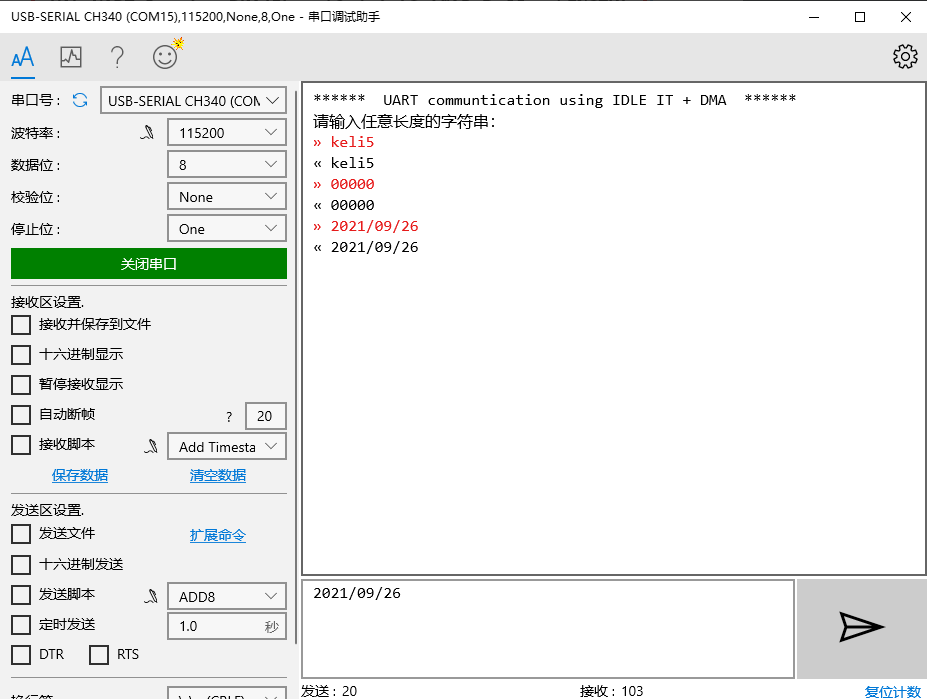 USB-SERIAL CH340 (COM15),115200,None,8,One - 串口调试助手
AA
串口号: USB-SERIAL CH340 (COM
波特率: 115200
数据位: 8
校验位: None
停止位: One
关闭串口
接收区设置.
接收并保存到文件
十六进制显示
暂停接收显示
自动断帧 ? 20
接收脚本 Add Timesta
保存数据 清空数据
发送区设置.
发送文件 扩展命令
十六进制发送
发送脚本 ADD8
定时发送 1.0 秒
DTR RTS
****** UART communtication using IDLE IT + DMA ******
请输入任意长度的字符串:
» keli5
« keli5
» 00000
« 00000
» 2021/09/26
« 2021/09/26
2021/09/26
发送: 20 接收: 103 复位计数